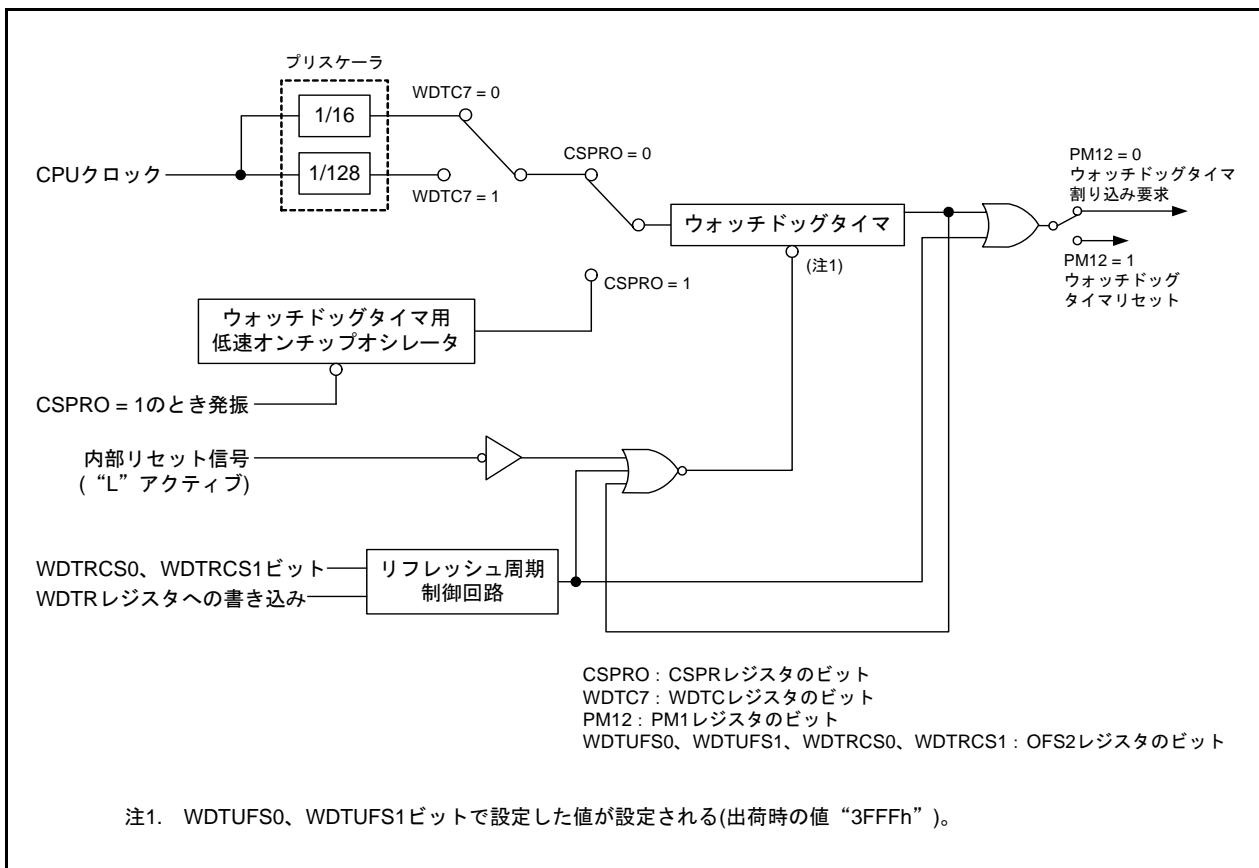 プリスケーラ
WDTC7 = 0
1/16
CSPRO = 0
PM12 = 0
ウォッチドッグタイマ
割り込み要求
CPUクロック
1/128
WDTC7 = 1
ウォッチドッグタイマ
(注1)
PM12 = 1
ウォッチドッグ
タイマリセット
CSPRO = 1
ウォッチドッグタイマ用
低速オンチップオシレータ
CSPRO = 1のとき発振
内部リセット信号
(“L”アクティブ)
WDTRCS0、WDTRCS1ビット
WDTRレジスタへの書き込み
リフレッシュ周期
制御回路
CSPRO : CSPRレジスタのビット
WDTC7 : WDTCレジスタのビット
PM12 : PM1レジスタのビット
WDTUFS0、WDTUFS1、WDTRCS0、WDTRCS1 : OFS2レジスタのビット
注1. WDTUFS0、WDTUFS1ビットで設定した値が設定される(出荷時の値“3FFFh”)。